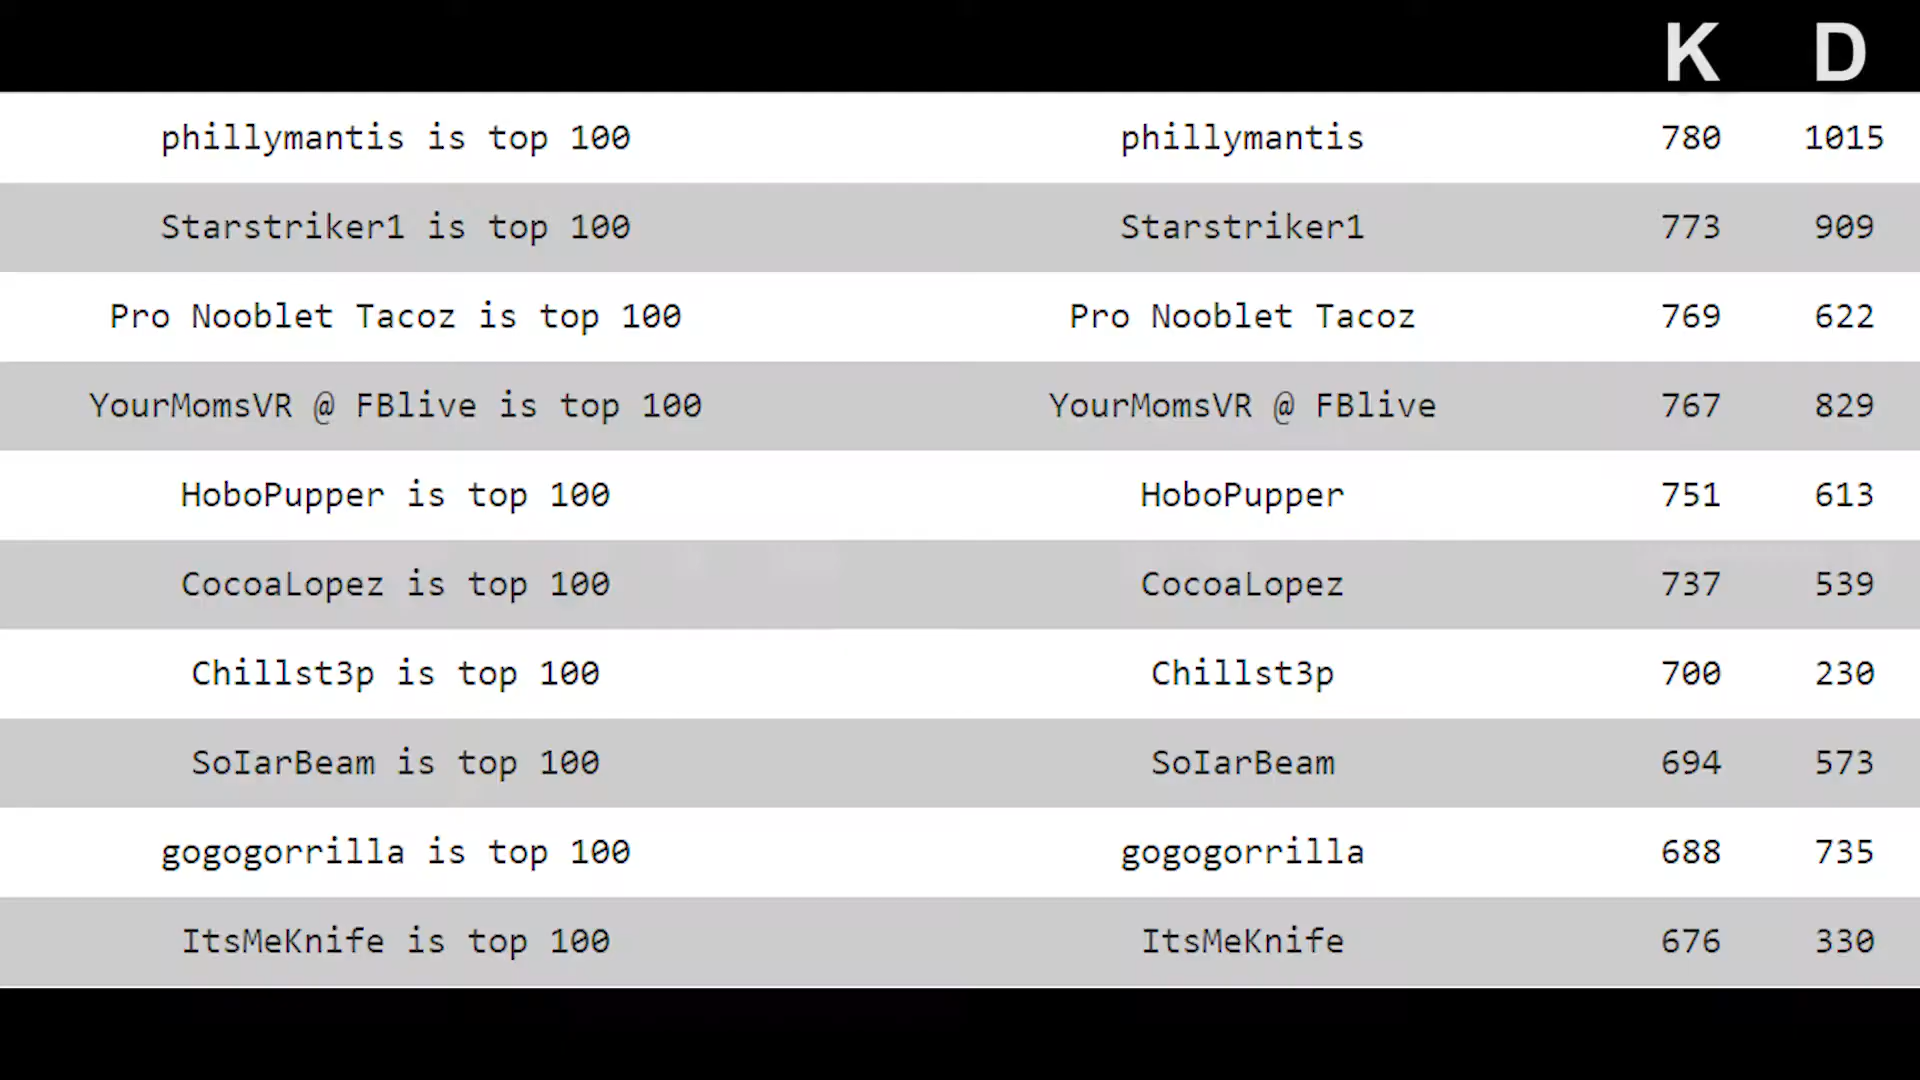 K D
phillymantis is top 100 phillymantis 780 1015
Starstriker1 is top 100 Starstriker1 773 909
Pro Nooblet Tacoz is top 100 Pro Nooblet Tacoz 769 622
YourMomsVR @ FBlive is top 100 YourMomsVR @ FBlive 767 829
HoboPupper is top 100 HoboPupper 751 613
CocoaLopez is top 100 CocoaLopez 737 539
Chillst3p is top 100 Chillst3p 700 230
SoIarBeam is top 100 SoIarBeam 694 573
gogogorrilla is top 100 gogogorrilla 688 735
ItsMeKnife is top 100 ItsMeKnife 676 330